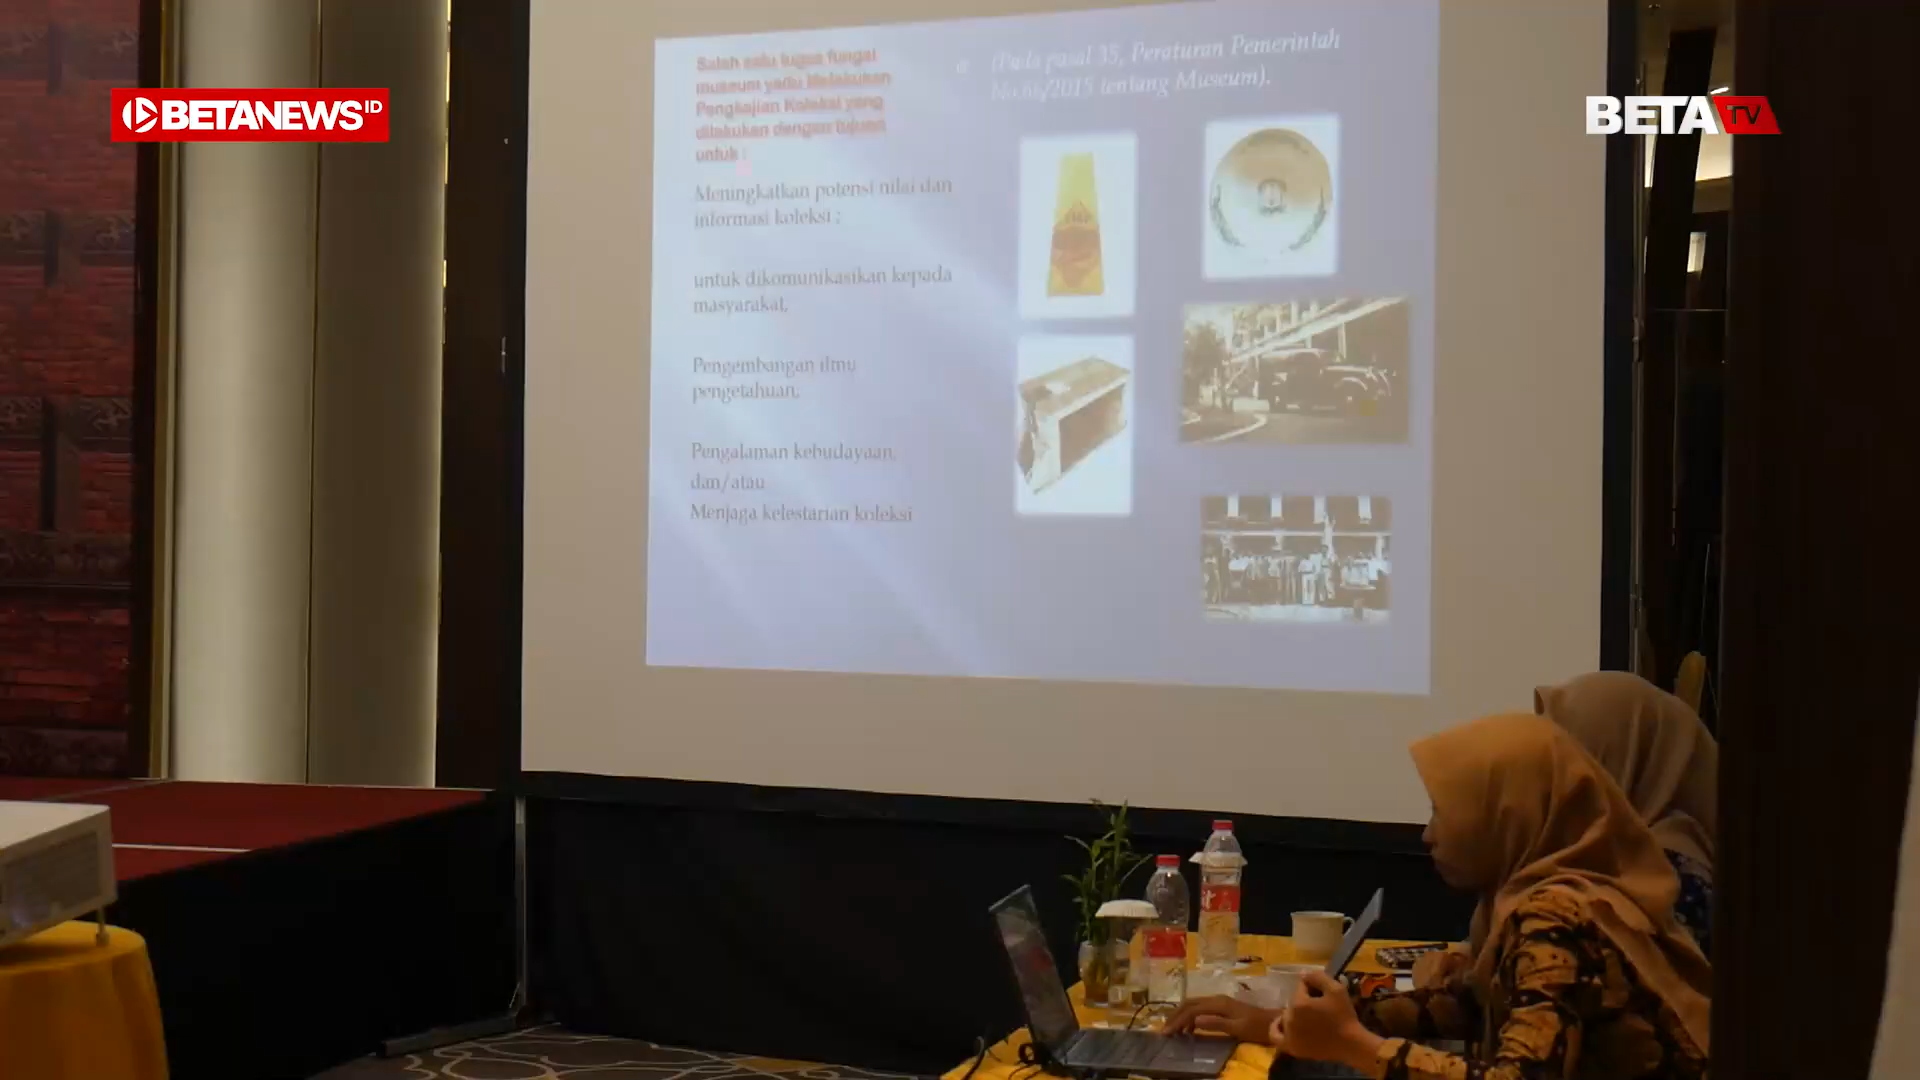 BETANEWS ID
BETA TV
Salah satu tugas fungsi
museum yaitu Melakukan
Pengkajian Koleksi yang
dilakukan dengan tujuan
untuk :
Meningkatkan potensi nilai dan
informasi koleksi ;
untuk dikomunikasikan kepada
masyarakat,
Pengembangan ilmu
pengetahuan,
Pengalaman kebudayaan,
dan/atau
Menjaga kelestarian koleksi
(Pada pasal 35, Peraturan Pemerintah
/2015 tentang Museum).